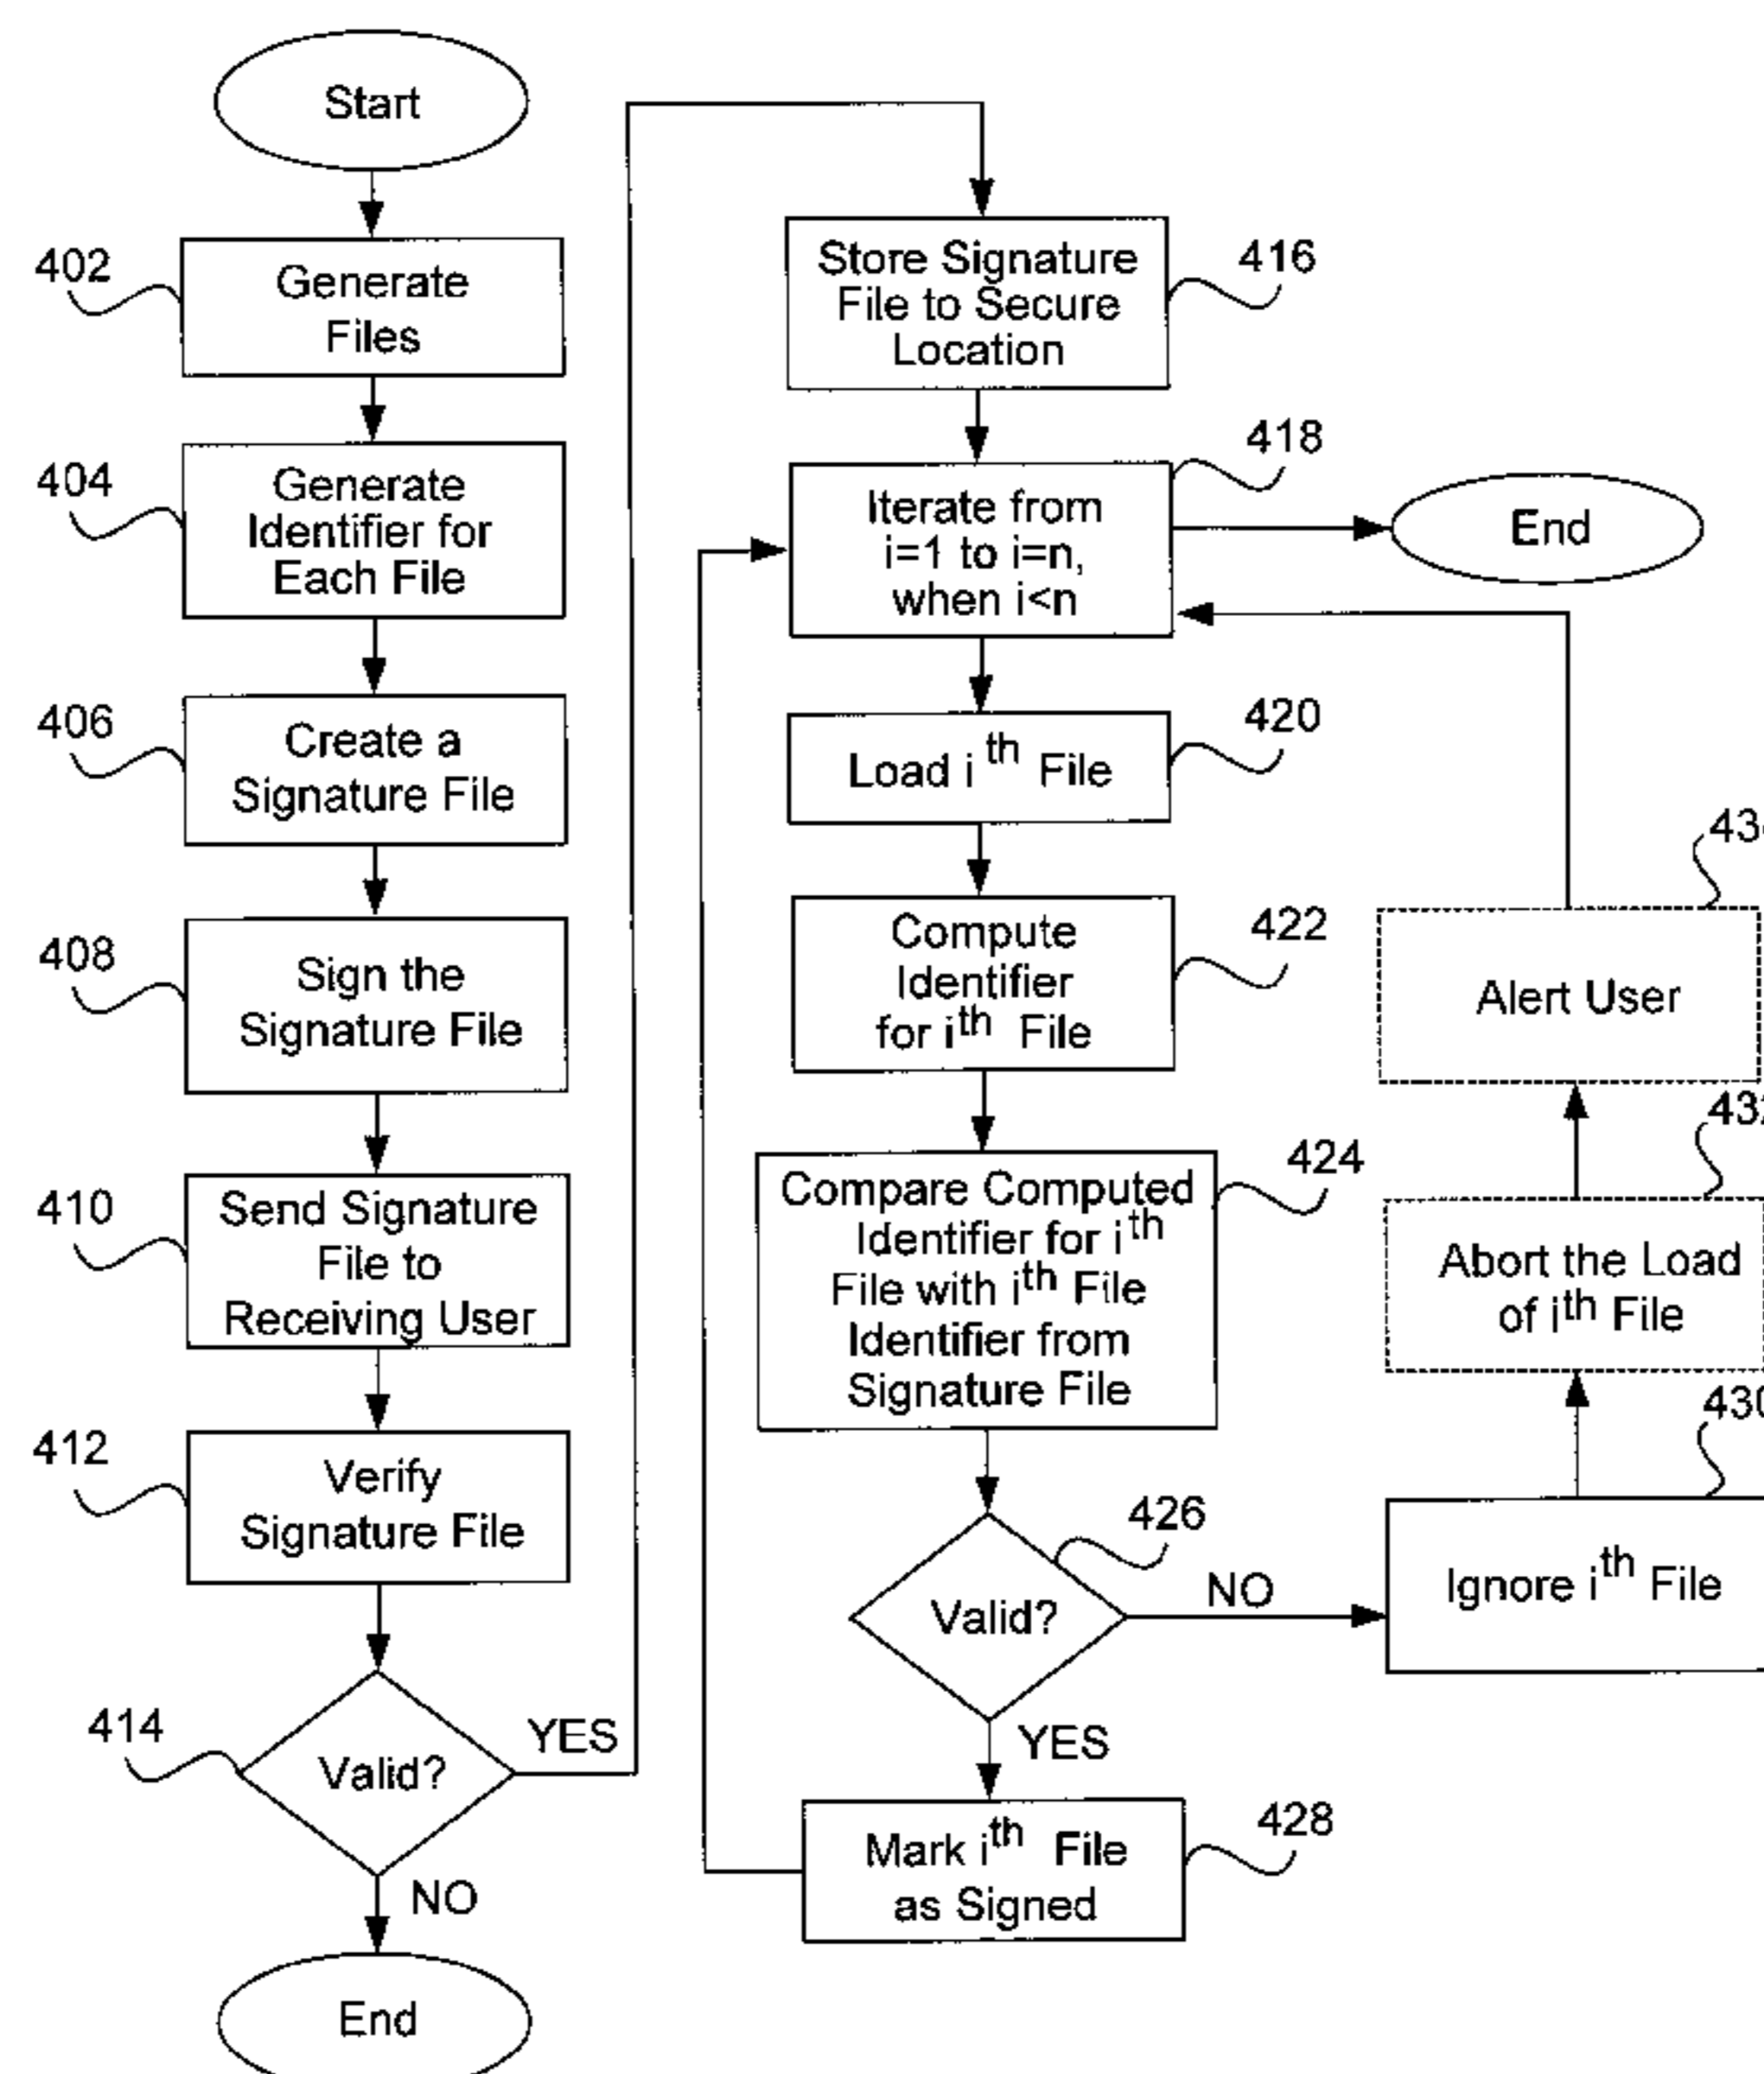 Start
402
Generate
Files
404
Generate
Identifier for
Each File
406
Create a
Signature File
408
Sign the
Signature File
410
Send Signature
File to
Receiving User
412
Verify
Signature File
414
Valid?
YES
NO
End
Store Signature
File to Secure
Location
416
Iterate from
i=1 to i=n,
when i<n
418
End
Load i th File
420
Compute
Identifier
for ith File
422
Compare Computed
Identifier for ith
File with ith File
Identifier from
Signature File
424
Valid?
426
NO
YES
Mark ith File
as Signed
428
Alert User
432
Abort the Load
of ith File
430
Ignore ith File